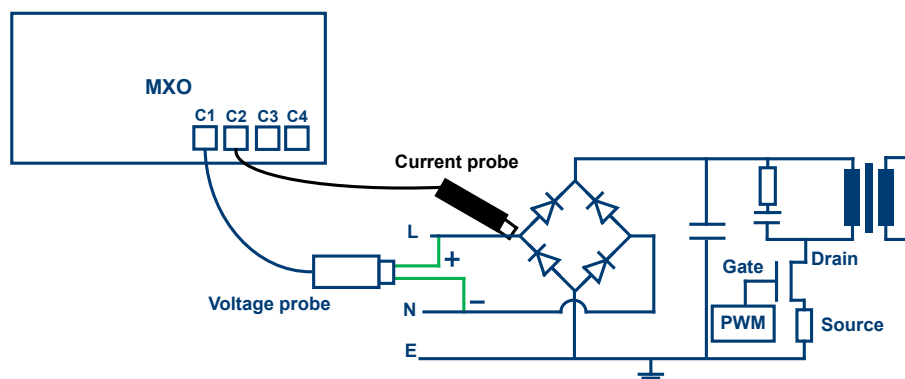 MXO
C1 C2 C3 C4
Current probe
L
+
Voltage probe
−
N
E
Gate
Drain
PWM
Source